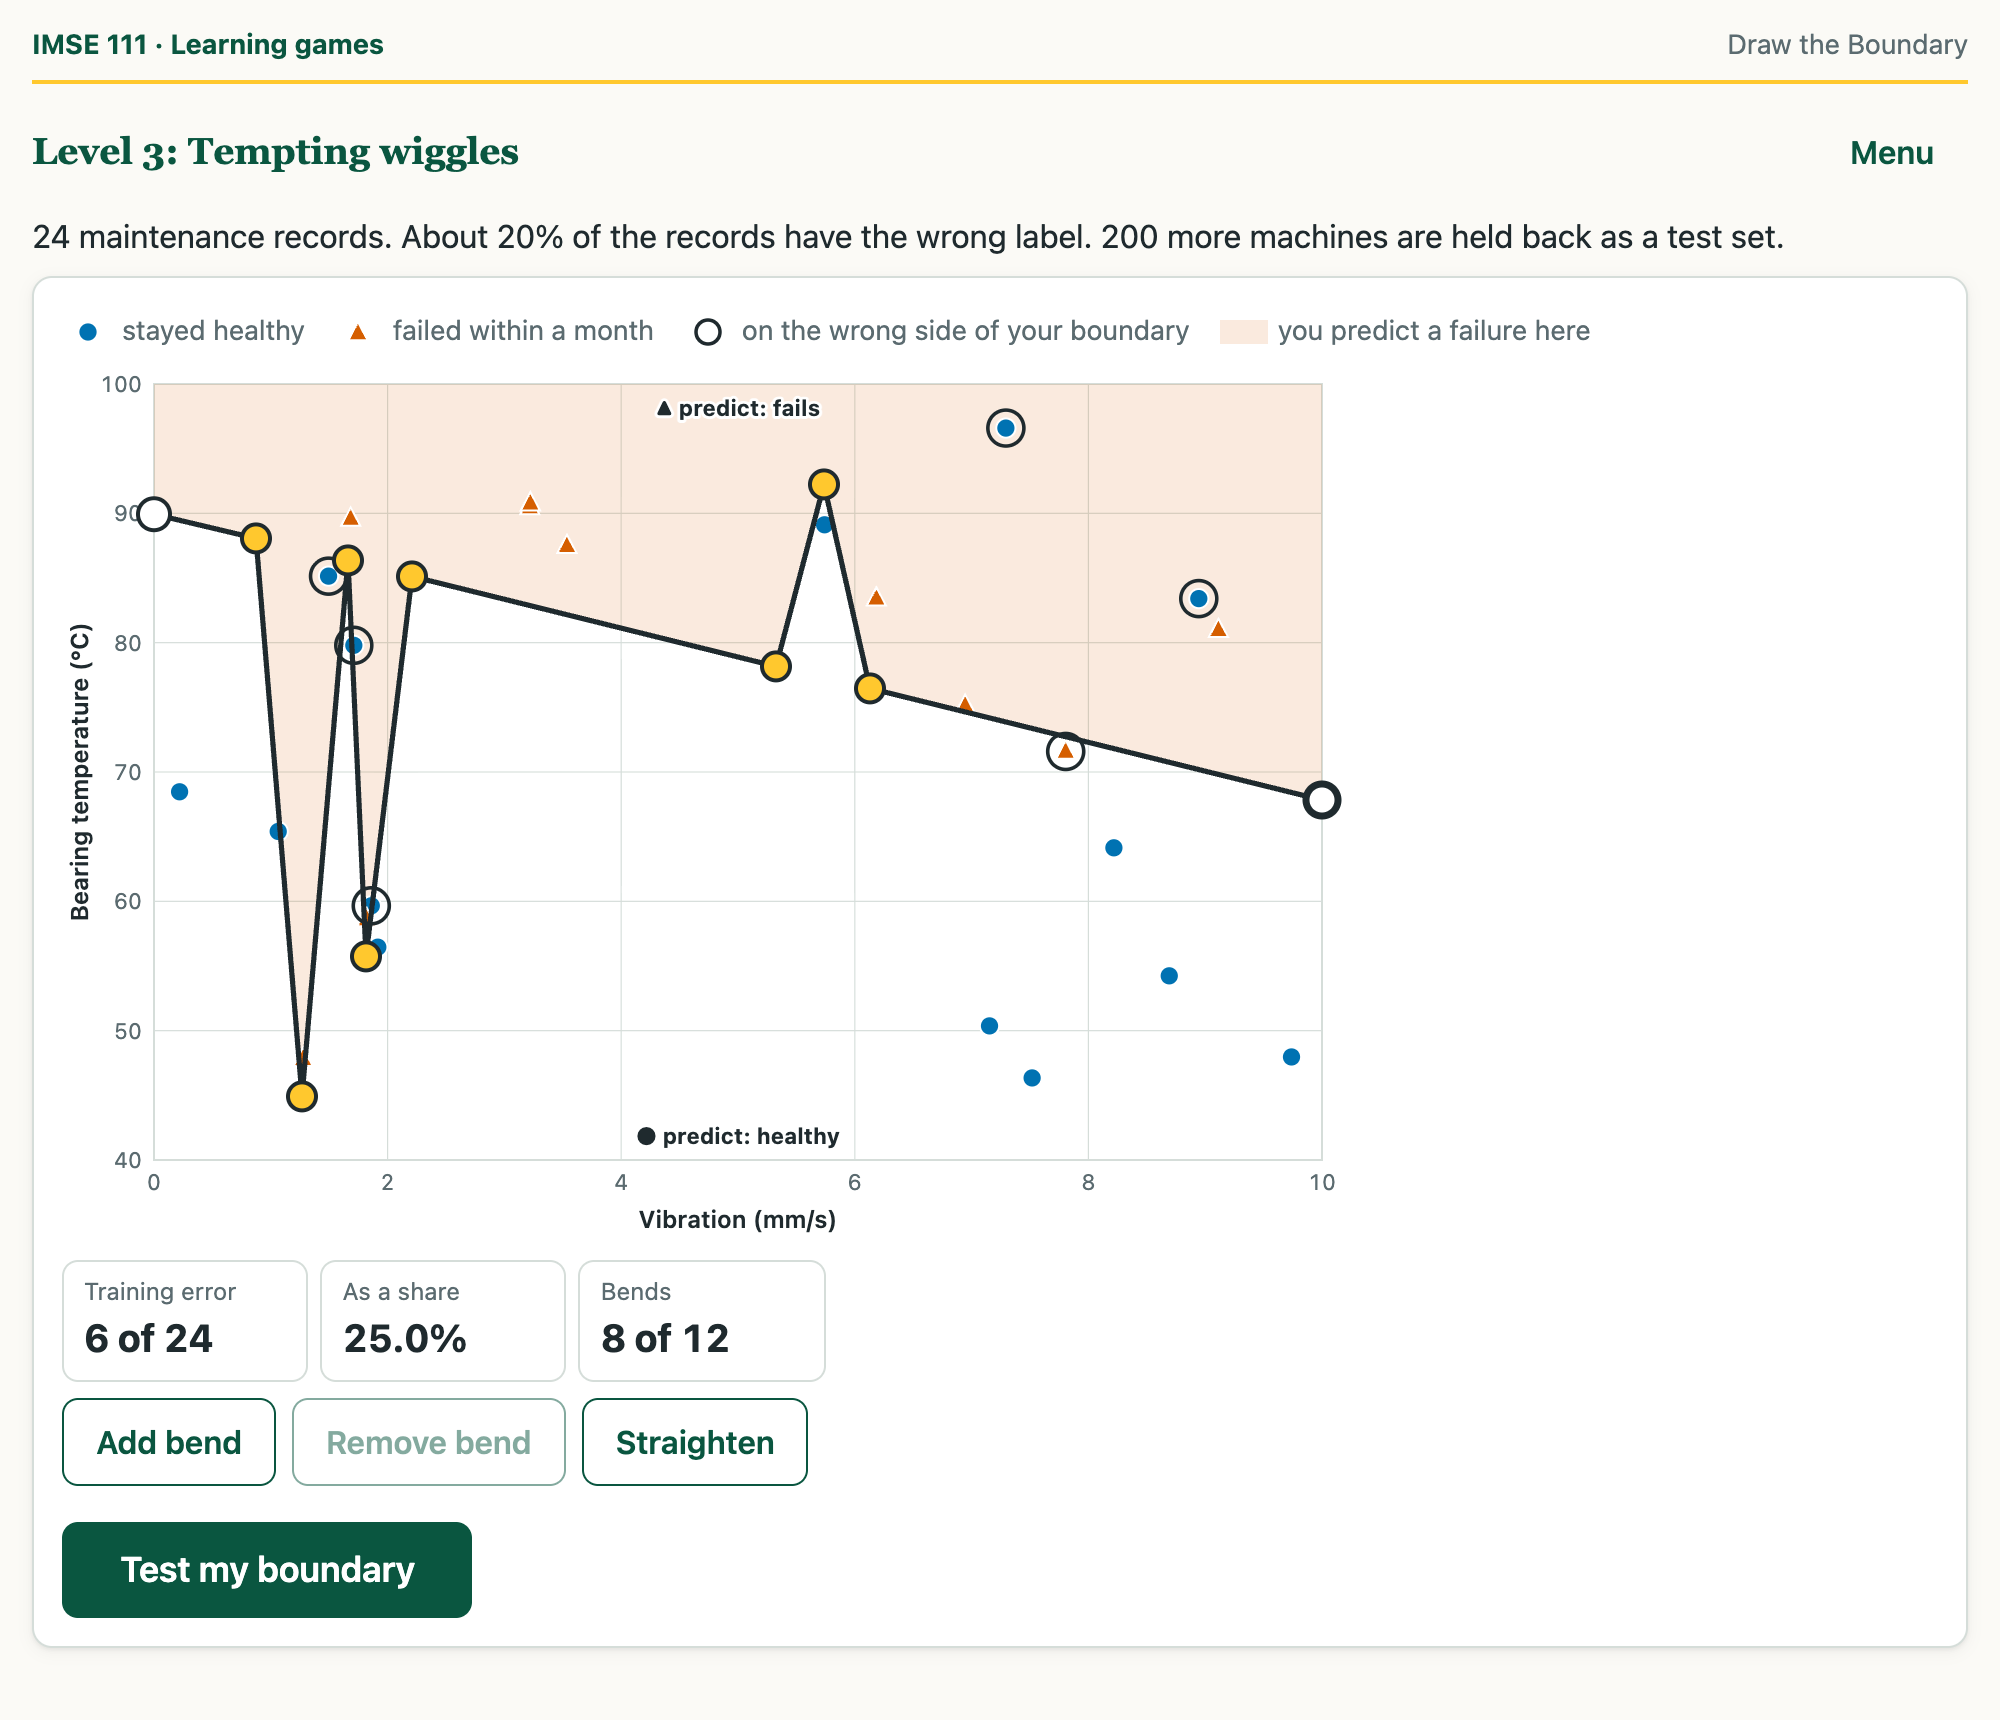 IMSE 111 · Learning games
Draw the Boundary
Level 3: Tempting wiggles
Menu
24 maintenance records. About 20% of the records have the wrong label. 200 more machines are held back as a test set.
stayed healthy
failed within a month
on the wrong side of your boundary
you predict a failure here
100
90
80
70
60
50
40
Bearing temperature (°C)
▲ predict: fails
● predict: healthy
0 2 4 6 8 10
Vibration (mm/s)
Training error
6 of 24
As a share
25.0%
Bends
8 of 12
Add bend
Remove bend
Straighten
Test my boundary